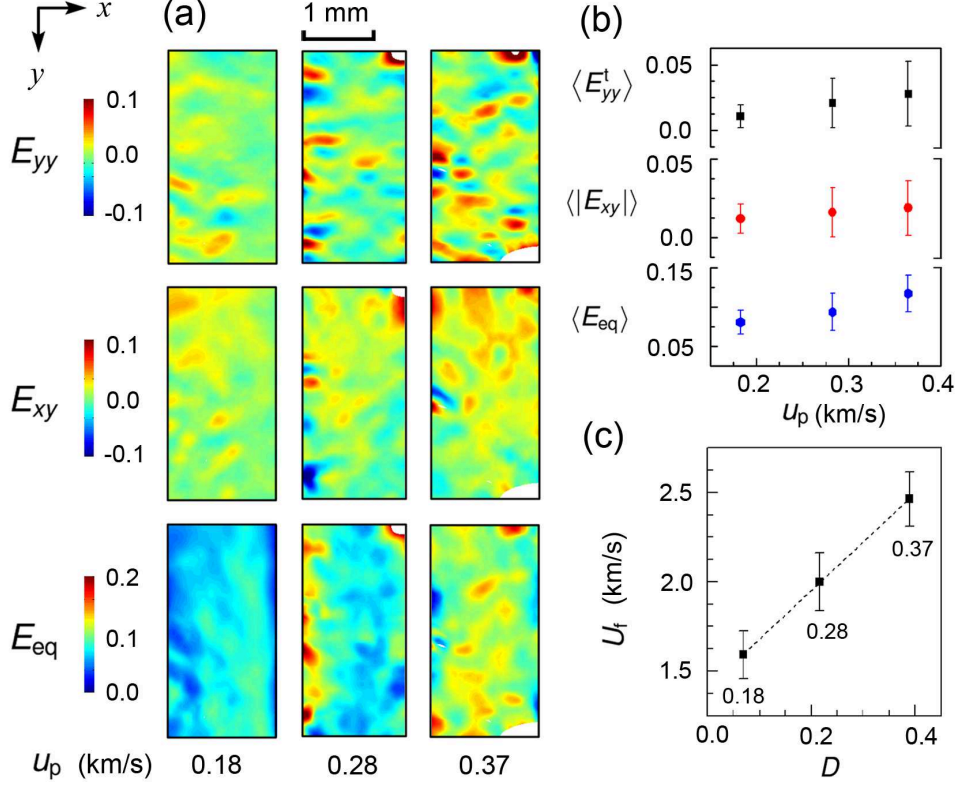 x
y
(a)
1 mm
E_yy
0.1
0.0
-0.1
E_xy
0.1
0.0
-0.1
E_eq
0.2
0.1
0.0
u_p (km/s)
0.18
0.28
0.37
(b)
⟨E^t_yy⟩
0.05
0.0
⟨|E_xy|⟩
0.05
0.0
⟨E_eq⟩
0.15
0.05
0.2
0.3
0.4
u_p (km/s)
(c)
U_f (km/s)
2.5
2.0
1.5
0.37
0.28
0.18
0.0
0.2
0.4
D